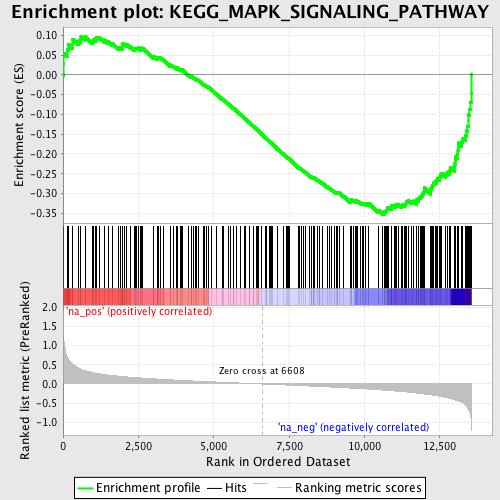 Enrichment plot: KEGG_MAPK_SIGNALING_PATHWAY
Enrichment score (ES)
0.10
0.05
0.00
-0.05
-0.10
-0.15
-0.20
-0.25
-0.30
-0.35
'na_pos' (positively correlated)
Ranked list metric (PreRanked)
2.0
1.5
1.0
0.5
0.0
-0.5
-1.0
Zero cross at 6608
'na_neg' (negatively correlated)
0 2,500 5,000 7,500 10,000 12,500
Rank in Ordered Dataset
Enrichment profile Hits Ranking metric scores